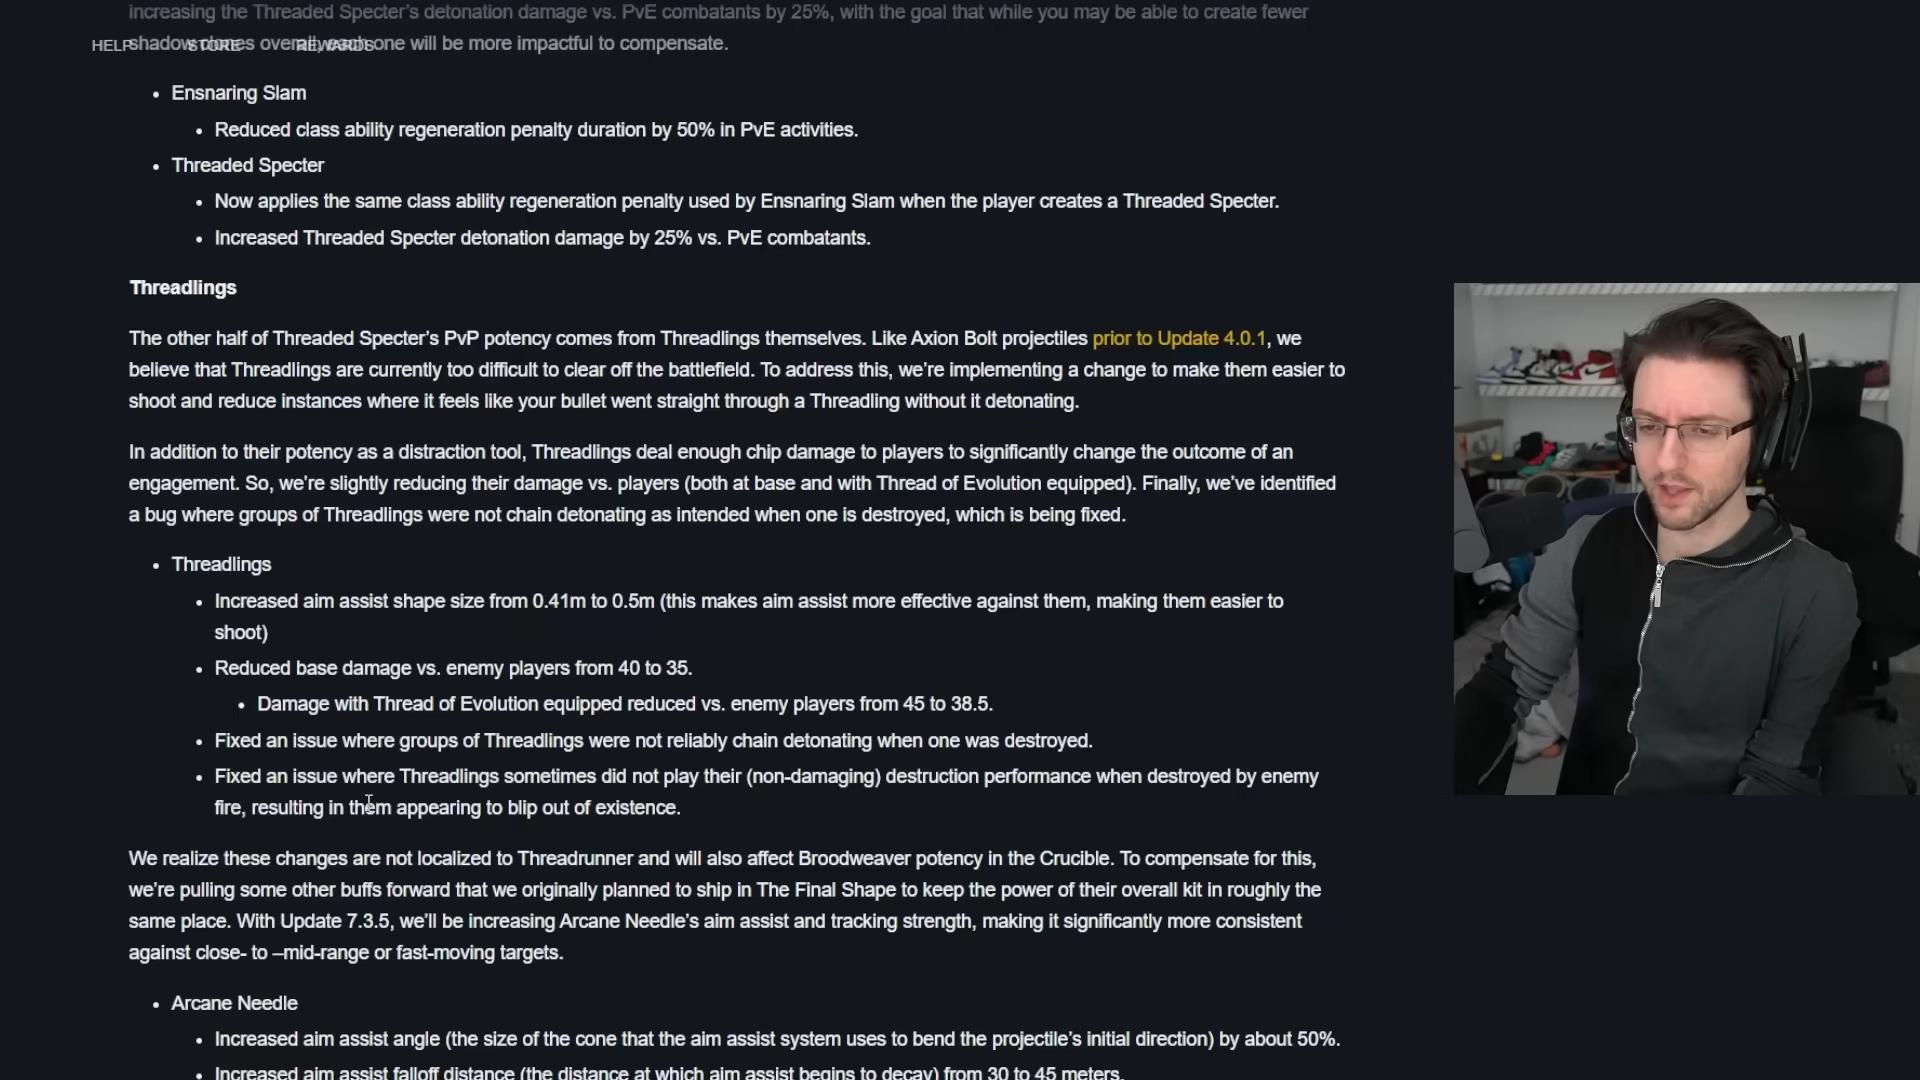 increasing the Threaded Specter's detonation damage vs. PvE combatants by 25%, with the goal that while you may be able to create fewer
HELP STORE REWARDS
shadow clones overall, each one will be more impactful to compensate.
• Ensnaring Slam
• Reduced class ability regeneration penalty duration by 50% in PvE activities.
• Threaded Specter
• Now applies the same class ability regeneration penalty used by Ensnaring Slam when the player creates a Threaded Specter.
• Increased Threaded Specter detonation damage by 25% vs. PvE combatants.
Threadlings
The other half of Threaded Specter's PvP potency comes from Threadlings themselves. Like Axion Bolt projectiles prior to Update 4.0.1, we
believe that Threadlings are currently too difficult to clear off the battlefield. To address this, we're implementing a change to make them easier to
shoot and reduce instances where it feels like your bullet went straight through a Threadling without it detonating.
In addition to their potency as a distraction tool, Threadlings deal enough chip damage to players to significantly change the outcome of an
engagement. So, we're slightly reducing their damage vs. players (both at base and with Thread of Evolution equipped). Finally, we've identified
a bug where groups of Threadlings were not chain detonating as intended when one is destroyed, which is being fixed.
• Threadlings
• Increased aim assist shape size from 0.41m to 0.5m (this makes aim assist more effective against them, making them easier to
shoot)
• Reduced base damage vs. enemy players from 40 to 35.
• Damage with Thread of Evolution equipped reduced vs. enemy players from 45 to 38.5.
• Fixed an issue where groups of Threadlings were not reliably chain detonating when one was destroyed.
• Fixed an issue where Threadlings sometimes did not play their (non-damaging) destruction performance when destroyed by enemy
fire, resulting in them appearing to blip out of existence.
We realize these changes are not localized to Threadrunner and will also affect Broodweaver potency in the Crucible. To compensate for this,
we're pulling some other buffs forward that we originally planned to ship in The Final Shape to keep the power of their overall kit in roughly the
same place. With Update 7.3.5, we'll be increasing Arcane Needle's aim assist and tracking strength, making it significantly more consistent
against close- to –mid-range or fast-moving targets.
• Arcane Needle
• Increased aim assist angle (the size of the cone that the aim assist system uses to bend the projectile's initial direction) by about 50%.
• Increased aim assist falloff distance (the distance at which aim assist begins to decay) from 30 to 45 meters.